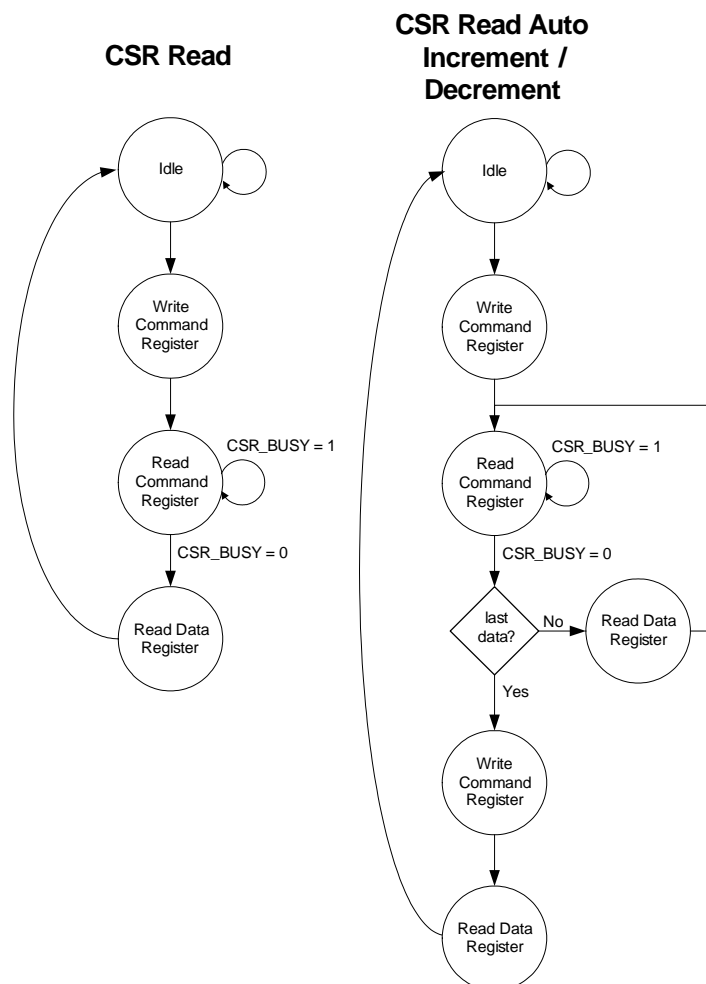 CSR Read
Idle
Write
Command
Register
Read
Command
Register
CSR_BUSY = 1
CSR_BUSY = 0
Read Data
Register
CSR Read Auto
Increment /
Decrement
Idle
Write
Command
Register
Read
Command
Register
CSR_BUSY = 1
CSR_BUSY = 0
last
data?
No
Read Data
Register
Yes
Write
Command
Register
Read Data
Register